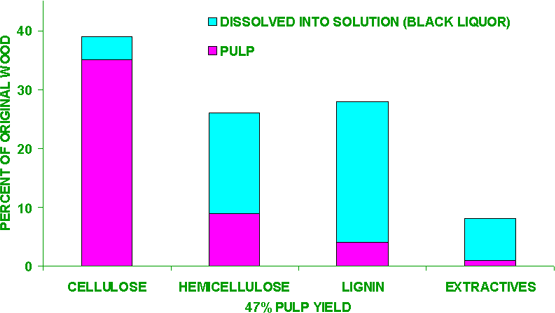 DISSOLVED INTO SOLUTION (BLACK LIQUOR)
PULP
PERCENT OF ORIGINAL WOOD
40
30
20
10
0
CELLULOSE HEMICELLULOSE LIGNIN EXTRACTIVES
47% PULP YIELD